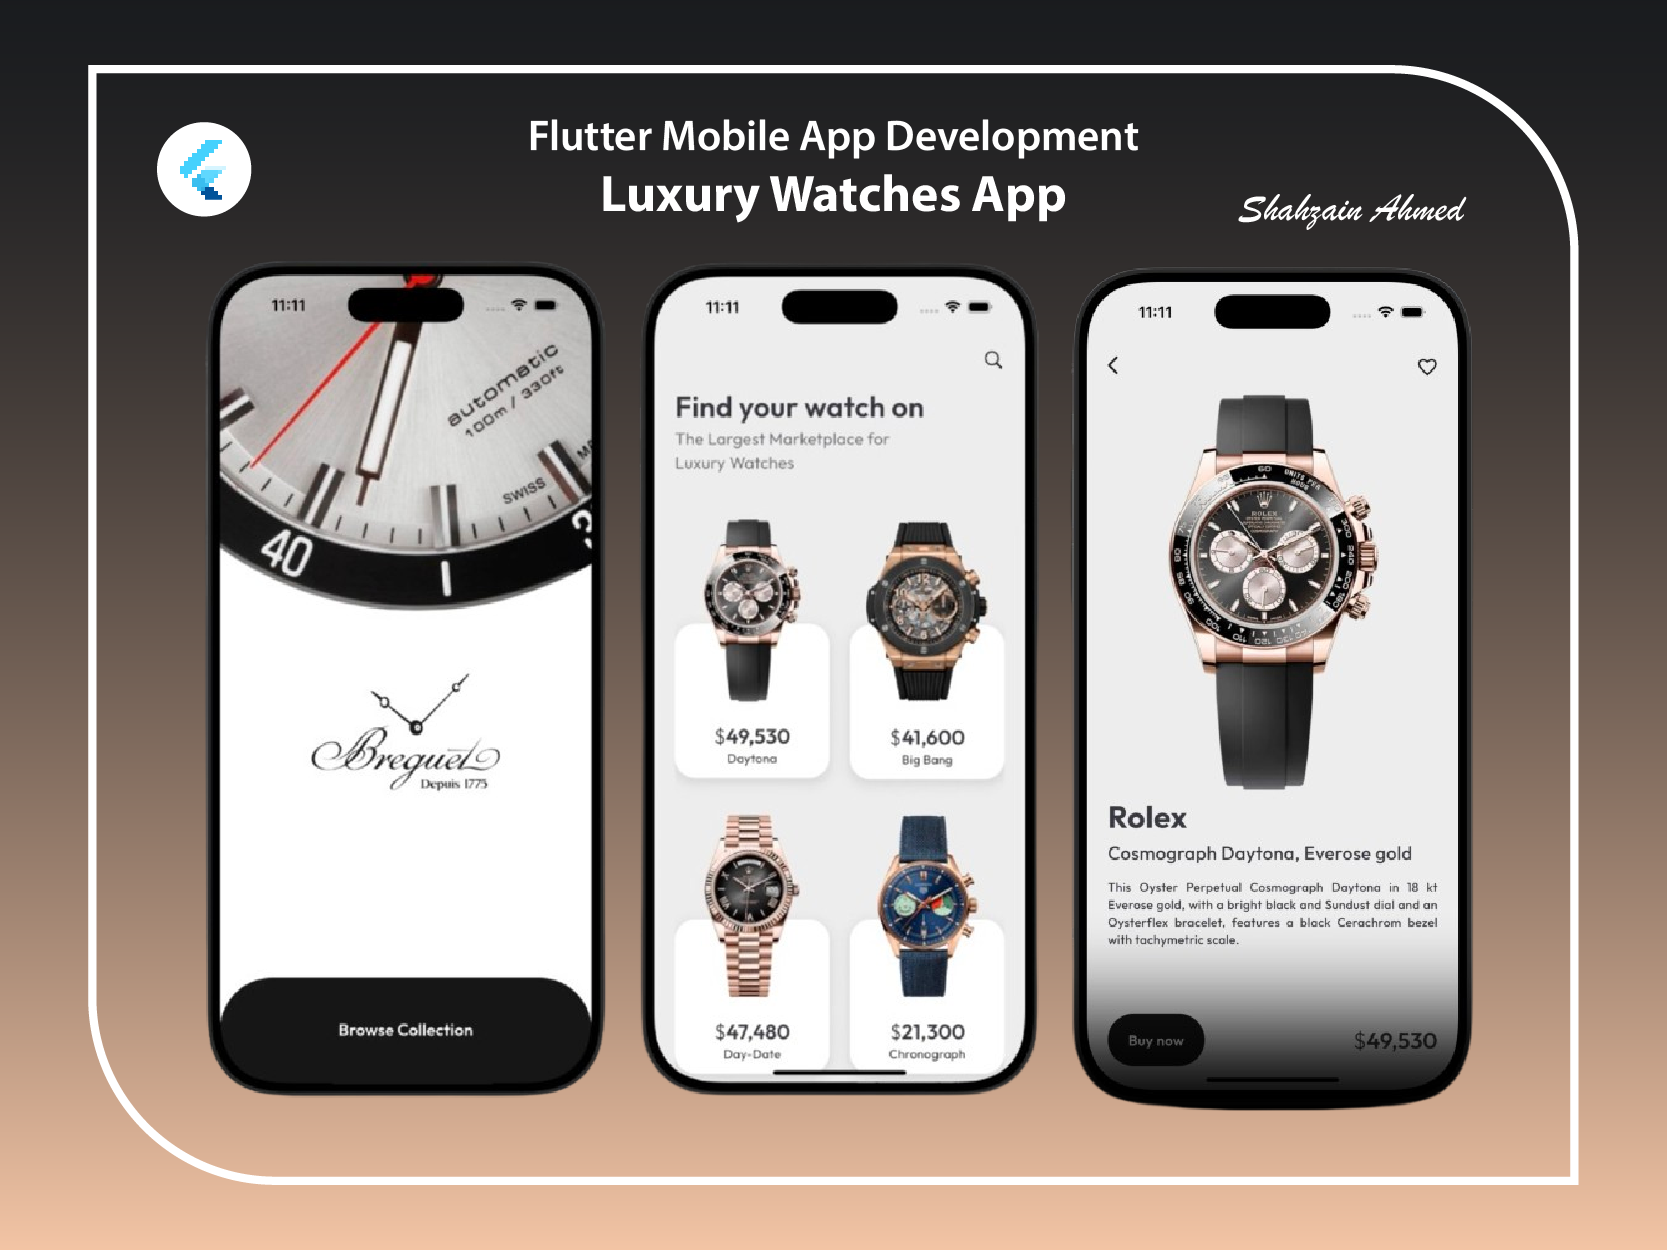 Flutter Mobile App Development
Luxury Watches App
Shahzain Ahmed
11:11
automatic
100m / 330ft
SWISS
40
Breguet
Depuis 1775
Browse Collection
11:11
Find your watch on
The Largest Marketplace for
Luxury Watches
$49,530
Daytona
$41,600
Big Bang
$47,480
Day-Date
$21,300
Chronograph
11:11
60
UNITS PER
ROLEX
Rolex
Cosmograph Daytona, Everose gold
This Oyster Perpetual Cosmograph Daytona in 18 kt
Everose gold, with a bright black and Sundust dial and an
Oysterflex bracelet, features a black Cerachrom bezel
with tachymetric scale.
Buy now
$49,530